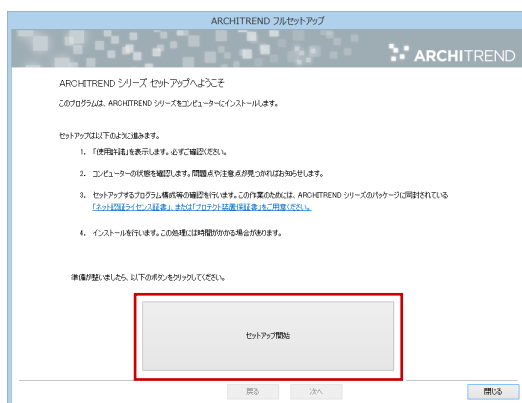 ARCHITREND フルセットアップ
ARCHITREND
ARCHITREND シリーズ セットアップへようこそ
このプログラムは、ARCHITREND シリーズをコンピューターにインストールします。
セットアップは以下のように進みます。
1. 「使用許諾」を表示します。必ずご確認ください。
2. コンピューターの状態を確認します。問題点や注意点が見つかればお知らせします。
3. セットアップするプログラム構成等の確認を行います。この作業のためには、ARCHITREND シリーズのパッケージに同封されている
「ネット認証ライセンス証書」、または「プロテクト装置保証書」をご用意ください。
4. インストールを行います。この処理には時間がかかる場合があります。
準備が整いましたら、以下のボタンをクリックしてください。
セットアップ開始
戻る 次へ 閉じる